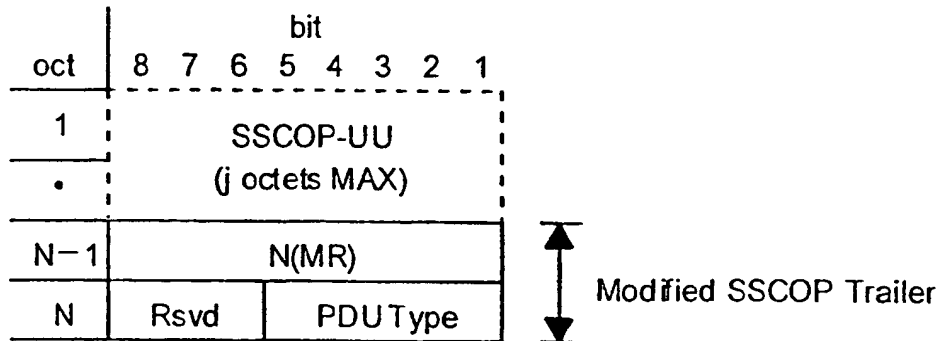 bit
oct 8 7 6 5 4 3 2 1
1 SSCOP-UU
• (j octets MAX)
N-1 N(MR)
N Rsvd PDU Type
Modified SSCOP Trailer